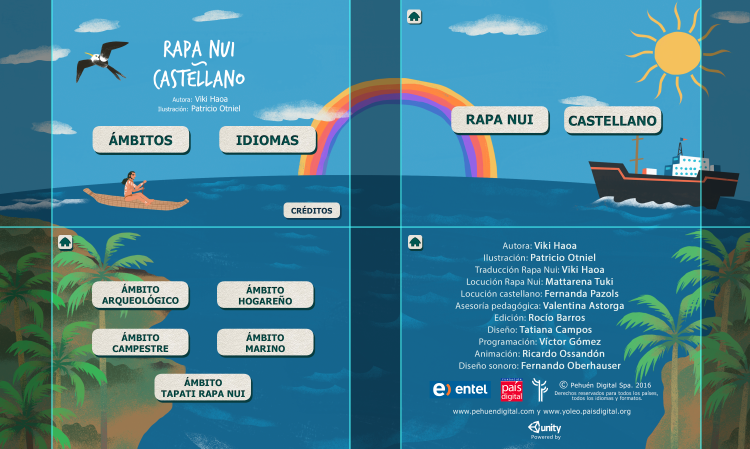 RAPA NUI
~
CASTELLANO
Autora: Viki Haoa
Ilustración: Patricio Otniel
ÁMBITOS
IDIOMAS
CRÉDITOS
RAPA NUI
CASTELLANO
ÁMBITO
ARQUEOLÓGICO
ÁMBITO
HOGAREÑO
ÁMBITO
CAMPESTRE
ÁMBITO
MARINO
ÁMBITO
TAPATI RAPA NUI
Autora: Viki Haoa
Ilustración: Patricio Otniel
Traducción Rapa Nui: Viki Haoa
Locución Rapa Nui: Mattarena Tuki
Locución castellano: Fernanda Pazols
Asesoría pedagógica: Valentina Astorga
Edición: Rocío Barros
Diseño: Tatiana Campos
Programación: Víctor Gómez
Animación: Ricardo Ossandón
Diseño sonoro: Fernando Oberhauser
entel
país
digital
© Pehuén Digital Spa. 2016
Derechos reservados para todos los países,
todos los idiomas y formatos.
www.pehuendigital.com y www.yoleo.paisdigital.org
unity
Powered by